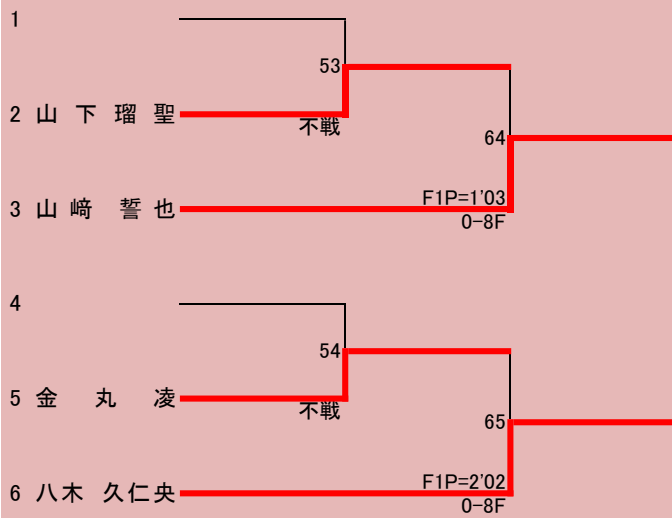 1
53
2 山 下 瑠 聖
不戦
64
F1P=1'03
3 山 﨑 誓 也
0-8F
4
54
5 金 丸 凌
不戦
65
F1P=2'02
6 八 木 久仁央
0-8F